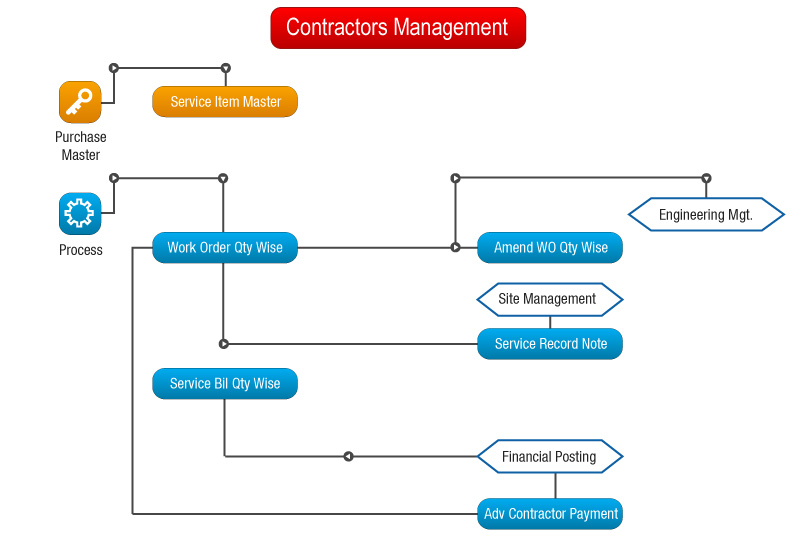 Contractors Management
Service Item Master
Purchase
Master
Engineering Mgt.
Process
Work Order Qty Wise
Amend WO Qty Wise
Site Management
Service Record Note
Service Bil Qty Wise
Financial Posting
Adv Contractor Payment